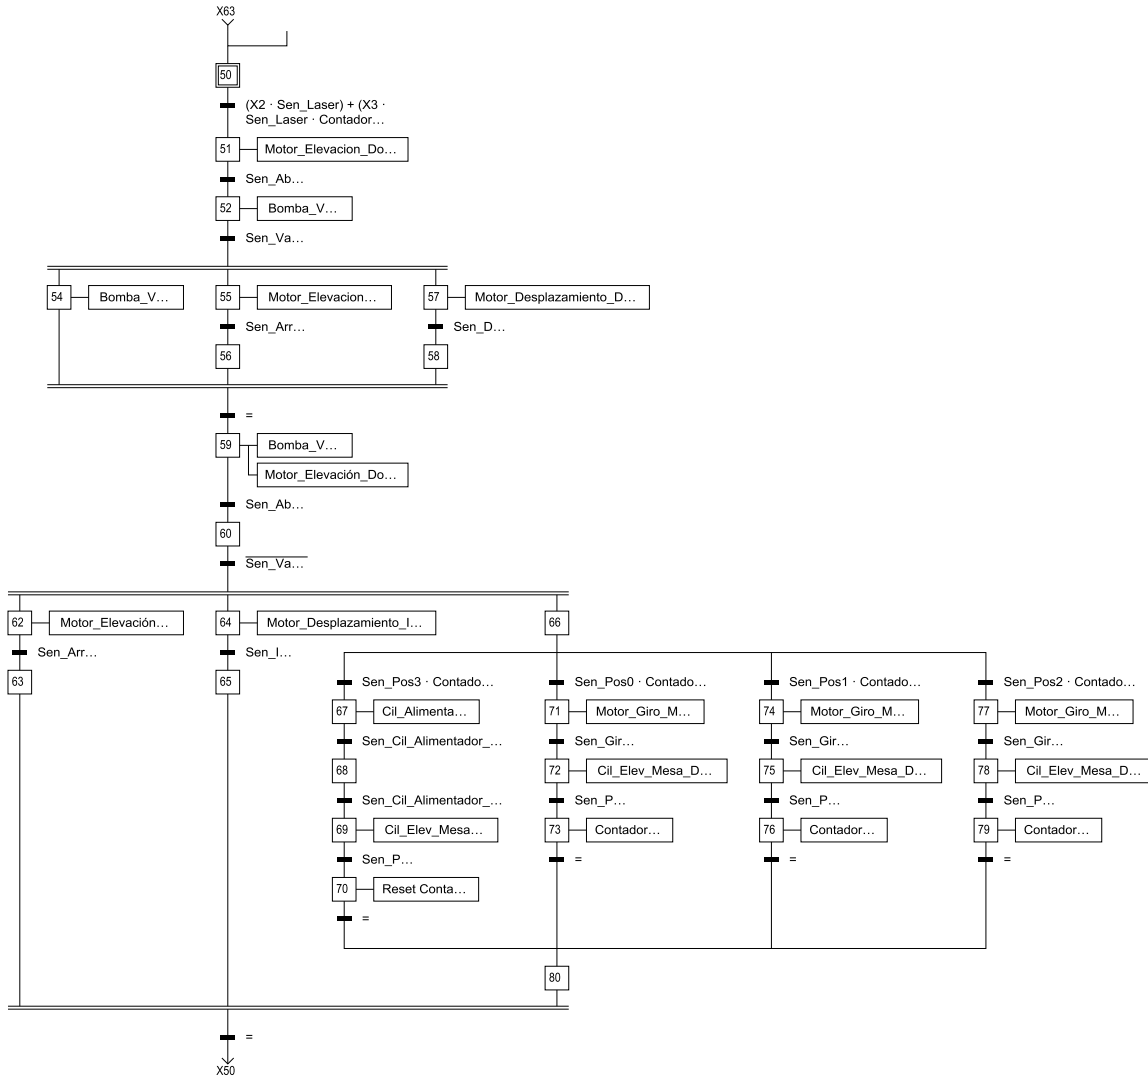 X63
50
(X2 · Sen_Laser) + (X3 ·
Sen_Laser · Contador…
51
Motor_Elevacion_Do…
Sen_Ab…
52
Bomba_V…
Sen_Va…
54
Bomba_V…
55
Motor_Elevacion…
57
Motor_Desplazamiento_D…
Sen_Arr…
Sen_D…
56
58
=
59
Bomba_V…
Motor_Elevación_Do…
Sen_Ab…
60
Sen_Va…
62
Motor_Elevación…
64
Motor_Desplazamiento_I…
66
Sen_Arr…
Sen_I…
63
65
Sen_Pos3 · Contado…
Sen_Pos0 · Contado…
Sen_Pos1 · Contado…
Sen_Pos2 · Contado…
67
Cil_Alimenta…
71
Motor_Giro_M…
74
Motor_Giro_M…
77
Motor_Giro_M…
Sen_Cil_Alimentador_…
Sen_Gir…
Sen_Gir…
Sen_Gir…
68
72
Cil_Elev_Mesa_D…
75
Cil_Elev_Mesa_D…
78
Cil_Elev_Mesa_D…
Sen_Cil_Alimentador_…
Sen_P…
Sen_P…
Sen_P…
69
Cil_Elev_Mesa…
73
Contador…
76
Contador…
79
Contador…
Sen_P…
=
=
=
70
Reset Conta…
=
80
=
X50